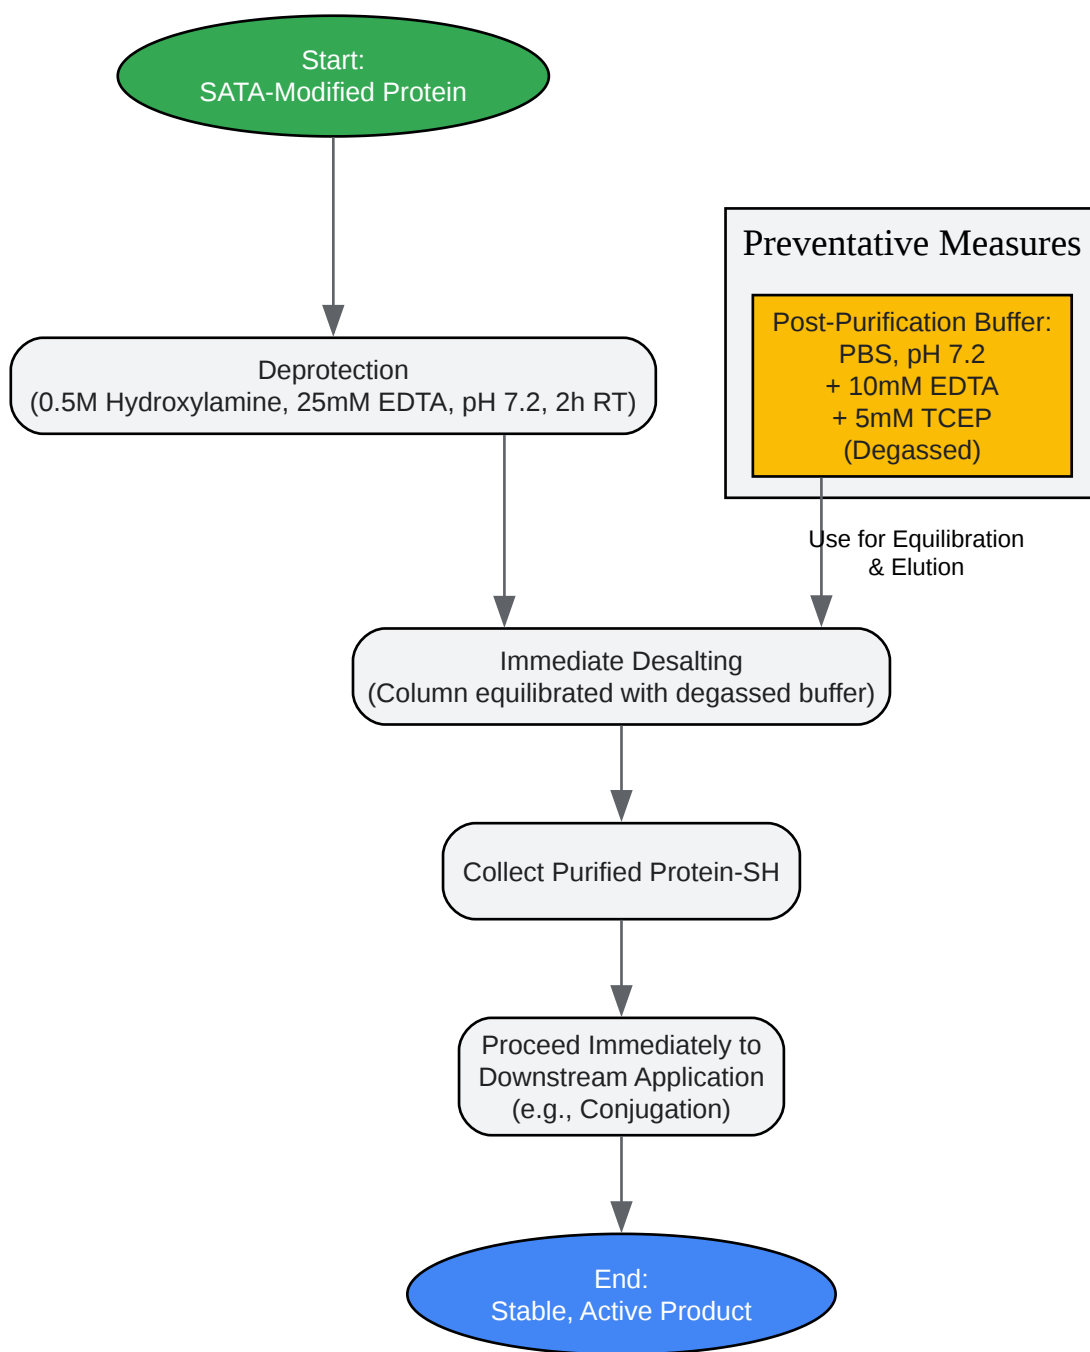 Start:
SATA-Modified Protein
Preventative Measures
Post-Purification Buffer:
PBS, pH 7.2
+ 10mM EDTA
+ 5mM TCEP
(Degassed)
Deprotection
(0.5M Hydroxylamine, 25mM EDTA, pH 7.2, 2h RT)
Use for Equilibration
& Elution
Immediate Desalting
(Column equilibrated with degassed buffer)
Collect Purified Protein-SH
Proceed Immediately to
Downstream Application
(e.g., Conjugation)
End:
Stable, Active Product